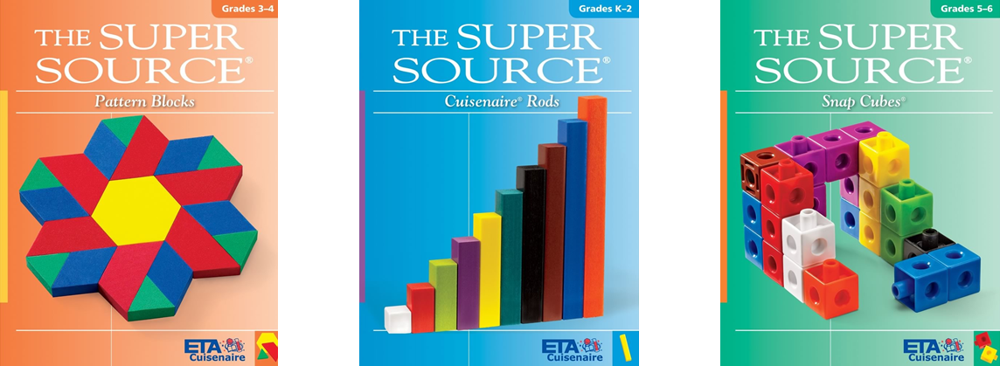 Grades 3–4
THE SUPER
SOURCE®
Pattern Blocks
ETA
Cuisenaire
Grades K–2
THE SUPER
SOURCE®
Cuisenaire® Rods
ETA
Cuisenaire
Grades 5–6
THE SUPER
SOURCE®
Snap Cubes®
ETA
Cuisenaire